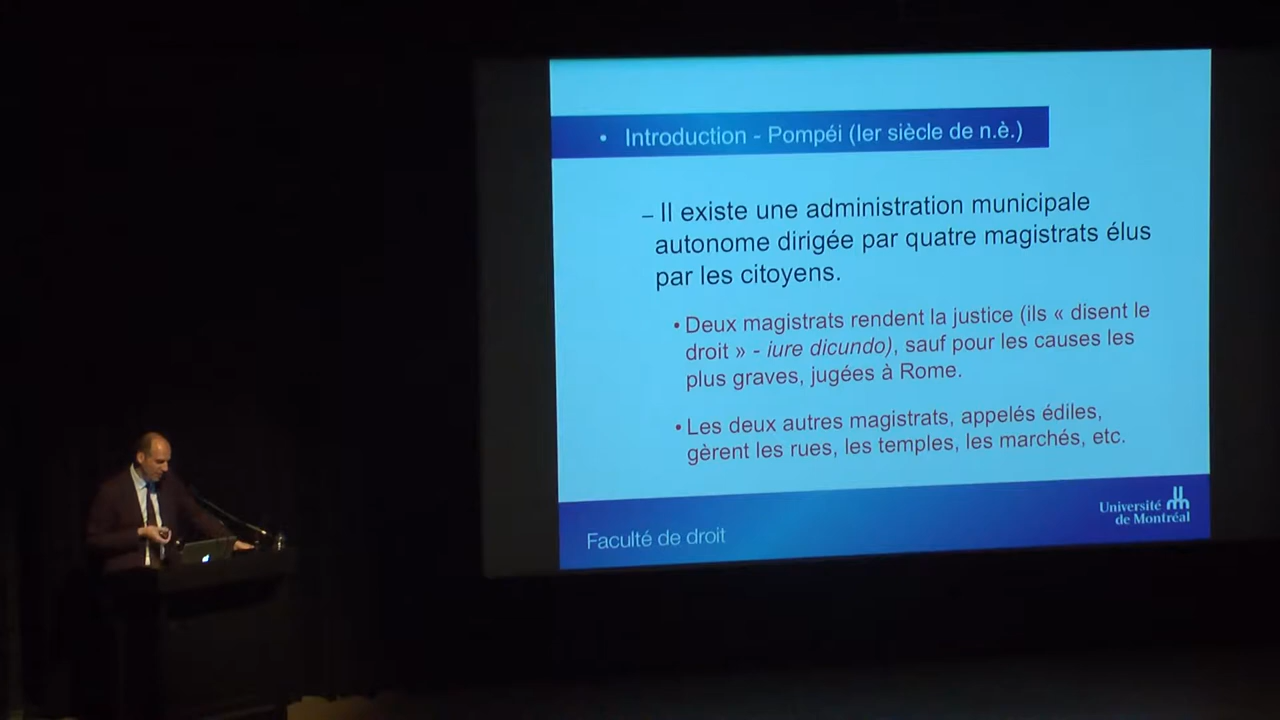 • Introduction - Pompéi (Ier siècle de n.è.)
– Il existe une administration municipale
autonome dirigée par quatre magistrats élus
par les citoyens.
• Deux magistrats rendent la justice (ils « disent le
droit » - iure dicundo), sauf pour les causes les
plus graves, jugées à Rome.
• Les deux autres magistrats, appelés édiles,
gèrent les rues, les temples, les marchés, etc.
Faculté de droit
Université
de Montréal